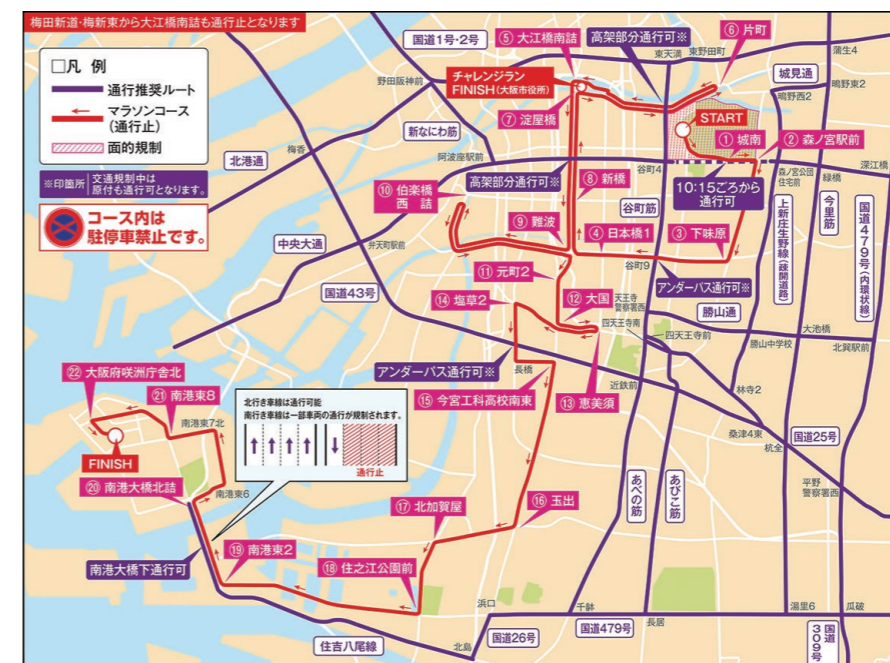 梅田新道・梅新東から大江橋南詰も通行止となります
□凡 例
通行推奨ルート
マラソンコース
(通行止)
面的規制
※印箇所
交通規制中は
原付も通行可となります。
コース内は
駐停車禁止です。
国道1号・2号
⑤ 大江橋南詰
高架部分通行可※
⑥ 片町
野田阪神前
チャレンジラン
FINISH(大阪市役所)
東天満
東野田町
蒲生4
城見通
鴫野西2
鴫野東2
⑦ 淀屋橋
START
① 城南
② 森ノ宮駅前
新なにわ筋
梅香
北港通
阿波座駅前
谷町4
森ノ宮公団
住宅前
緑橋
深江橋
高架部分通行可※
⑧ 新橋
10:15ごろから
通行可
⑩ 伯楽橋
西 詰
谷町筋
上新庄生野線(疎開道路)
今里筋
国道479号(内環状線)
中央大通
弁天町駅前
⑨ 難波
④ 日本橋1
③ 下味原
谷町9
⑪ 元町2
アンダーパス通行可※
国道43号
⑭ 塩草2
⑫ 大国
天王寺
警察署西
四天王寺南
四天王寺前
勝山通
大池橋
勝山中学校
北巽駅前
アンダーパス通行可※
長橋
近鉄前
林寺2
⑮ 今宮工科高校南東
⑬ 恵美須
桑津4東
杭全
国道25号
㉒ 大阪府咲洲庁舎北
㉑ 南港東8
南港東7北
北行き車線は通行可能
南行き車線は一部車両の通行が規制されます。
通行止
FINISH
⑳ 南港大橋北詰
南港東6
平野
警察署西
あべの筋
あびこ筋
⑰ 北加賀屋
⑯ 玉出
⑲ 南港東2
南港大橋下通行可
⑱ 住之江公園前
浜口
千躰
長居
湯里6
瓜破
住吉八尾線
北島
国道26号
国道479号
国道309号